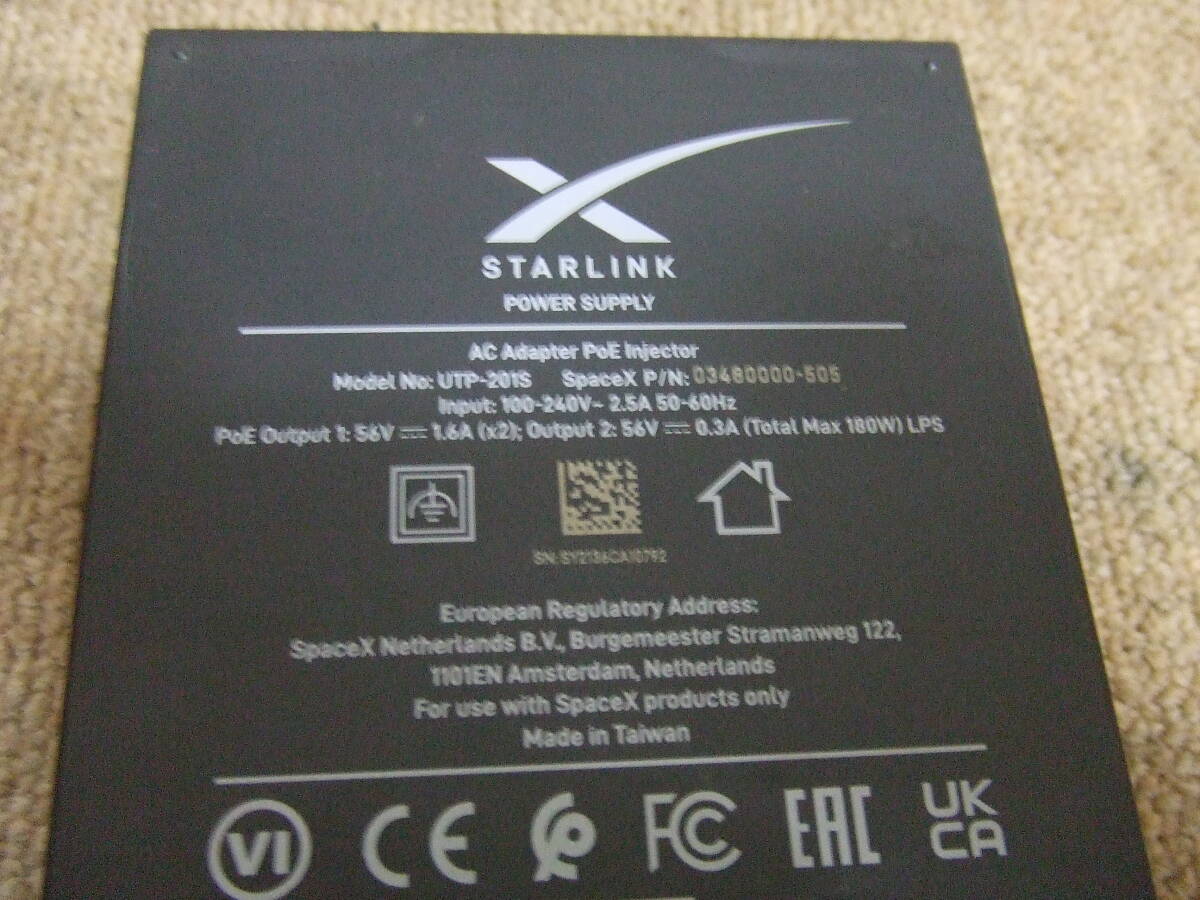 STARLINK
POWER SUPPLY
AC Adapter PoE Injector
Model No: UTP-201S SpaceX P/N: 03480000-505
Input: 100-240V~ 2.5A 50-60Hz
PoE Output 1: 56V ⎓ 1.6A (x2); Output 2: 56V ⎓ 0.3A (Total Max 180W) LPS
SN: SY2136CA10792
European Regulatory Address:
SpaceX Netherlands B.V., Burgemeester Stramanweg 122,
1101EN Amsterdam, Netherlands
For use with SpaceX products only
Made in Taiwan
VI CE FC EAC UK
CA